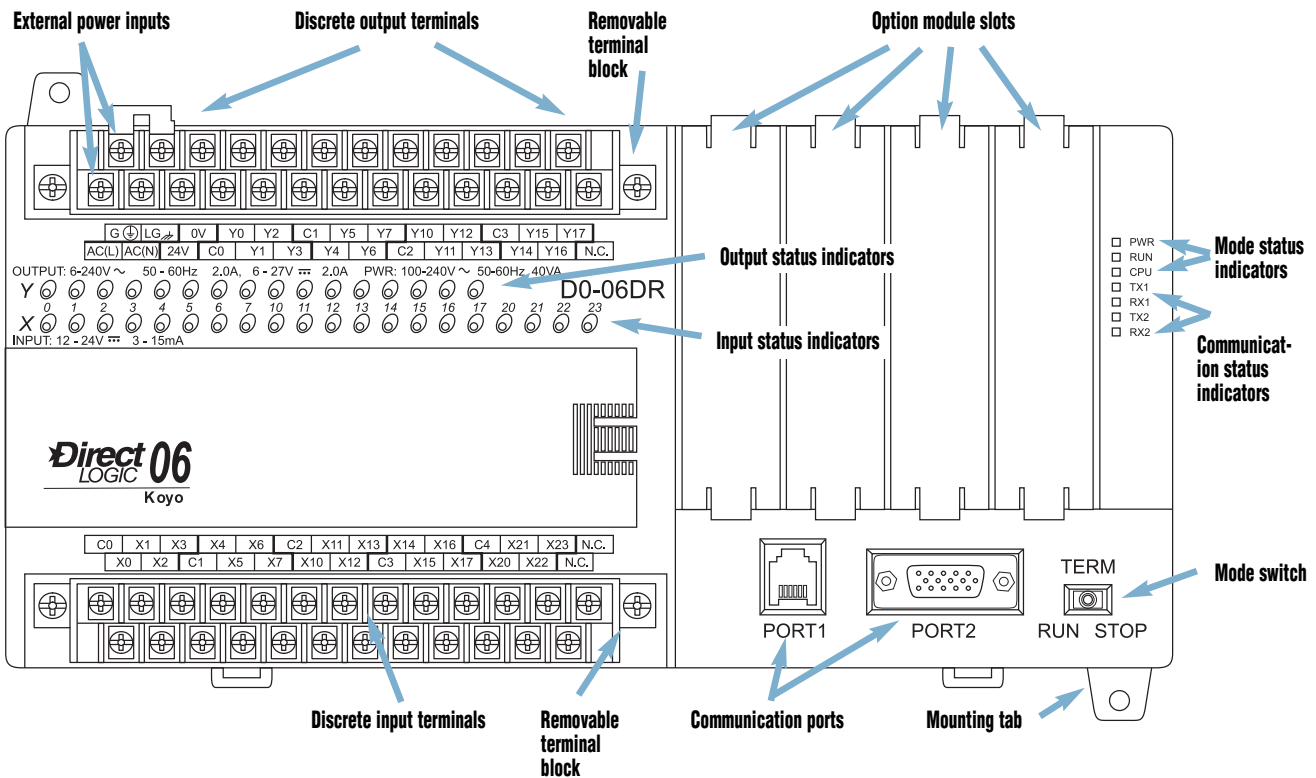 External power inputs
Discrete output terminals
Removable
terminal
block
Option module slots
G LG 0V Y0 Y2 C1 Y5 Y7 Y10 Y12 C3 Y15 Y17
AC(L) AC(N) 24V C0 Y1 Y3 Y4 Y6 C2 Y11 Y13 Y14 Y16 N.C.
OUTPUT: 6-240V ~ 50 - 60Hz 2.0A, 6 - 27V ⎓ 2.0A PWR: 100-240V ~ 50-60Hz 40VA
Y
D0-06DR
0 1 2 3 4 5 6 7 10 11 12 13 14 15 16 17 20 21 22 23
X
INPUT: 12 - 24V ⎓ 3 - 15mA
Output status indicators
Input status indicators
PWR
RUN
CPU
TX1
RX1
TX2
RX2
Mode status
indicators
Communicat-
ion status
indicators
Direct
LOGIC 06
Koyo
C0 X1 X3 X4 X6 C2 X11 X13 X14 X16 C4 X21 X23 N.C.
X0 X2 C1 X5 X7 X10 X12 C3 X15 X17 X20 X22 N.C.
PORT1
PORT2
TERM
RUN STOP
Mode switch
Discrete input terminals
Removable
terminal
block
Communication ports
Mounting tab